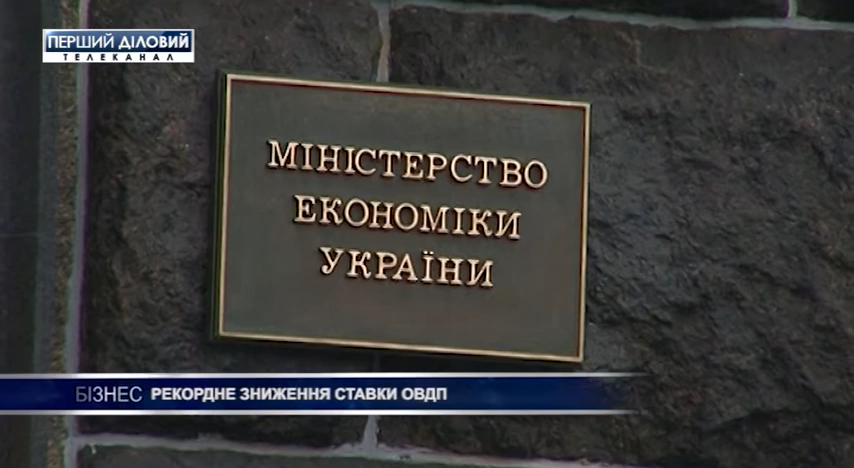 ПЕРШИЙ ДІЛОВИЙ
ТЕЛЕКАНАЛ
МІНІСТЕРСТВО
ЕКОНОМІКИ
УКРАЇНИ
БІЗНЕС РЕКОРДНЕ ЗНИЖЕННЯ СТАВКИ ОВДП